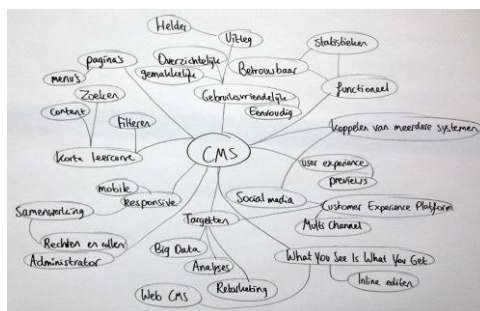 Helder
Uitleg
Statistieken
Overzichtelijk
gemakkelijk
pagina's
menu's
Betrouwbaar
functioneel
Zoeken
Gebruiksvriendelijk
Eenvoudig
content
Filteren
koppelen van meerdere systemen
CMS
Korte leercurve
user experience
previews
mobile
Responsive
Social media
Samenwerking
Customer Experience Platform
Targetten
Multi Channel
Rechten en rollen
Administrator
Big Data
What You See Is What You Get
Analyses
Inline editen
Retarketing
Web CMS